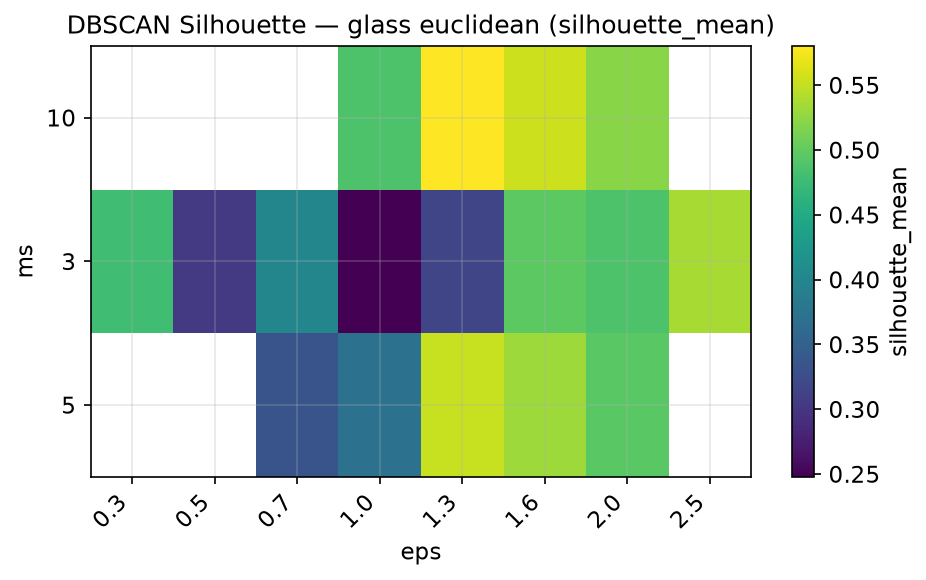 DBSCAN Silhouette — glass euclidean (silhouette_mean)
ms
10
3
5
0.3 0.5 0.7 1.0 1.3 1.6 2.0 2.5
eps
0.55
0.50
0.45
0.40
0.35
0.30
0.25
silhouette_mean